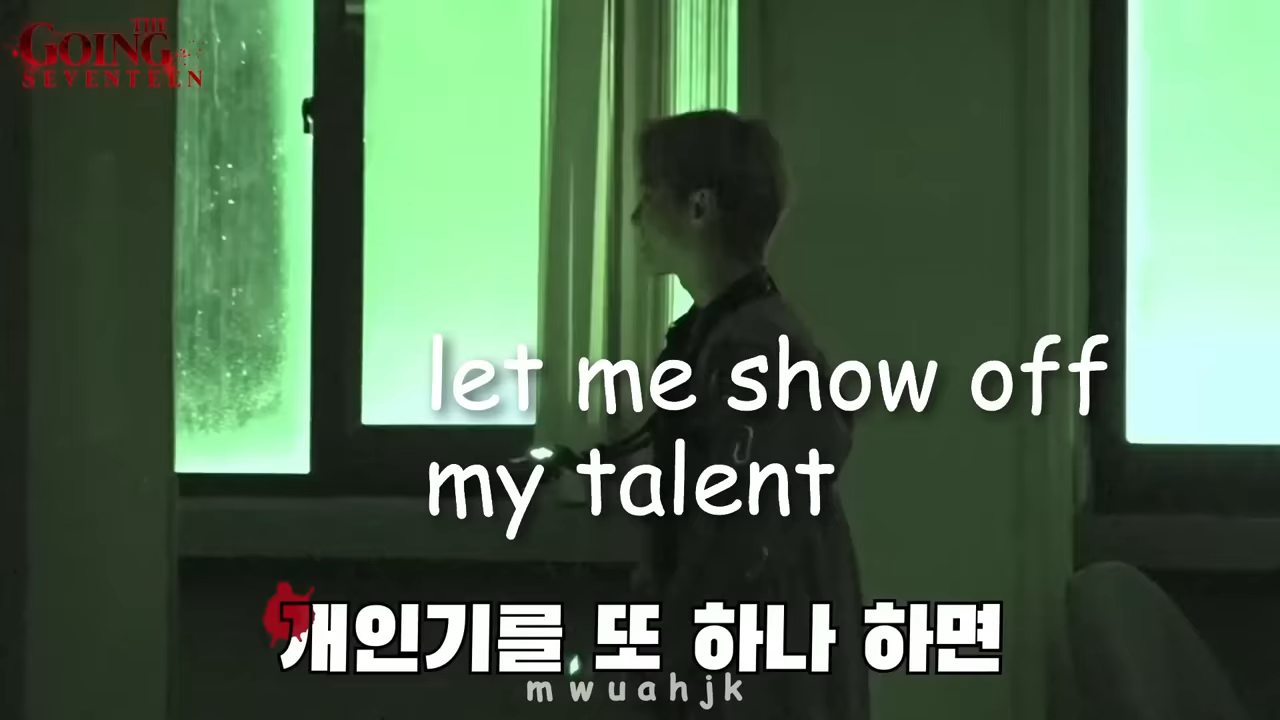 THE
GOING
SEVENTEEN
let me show off
my talent
개인기를 또 하나 하면
mwuahjk